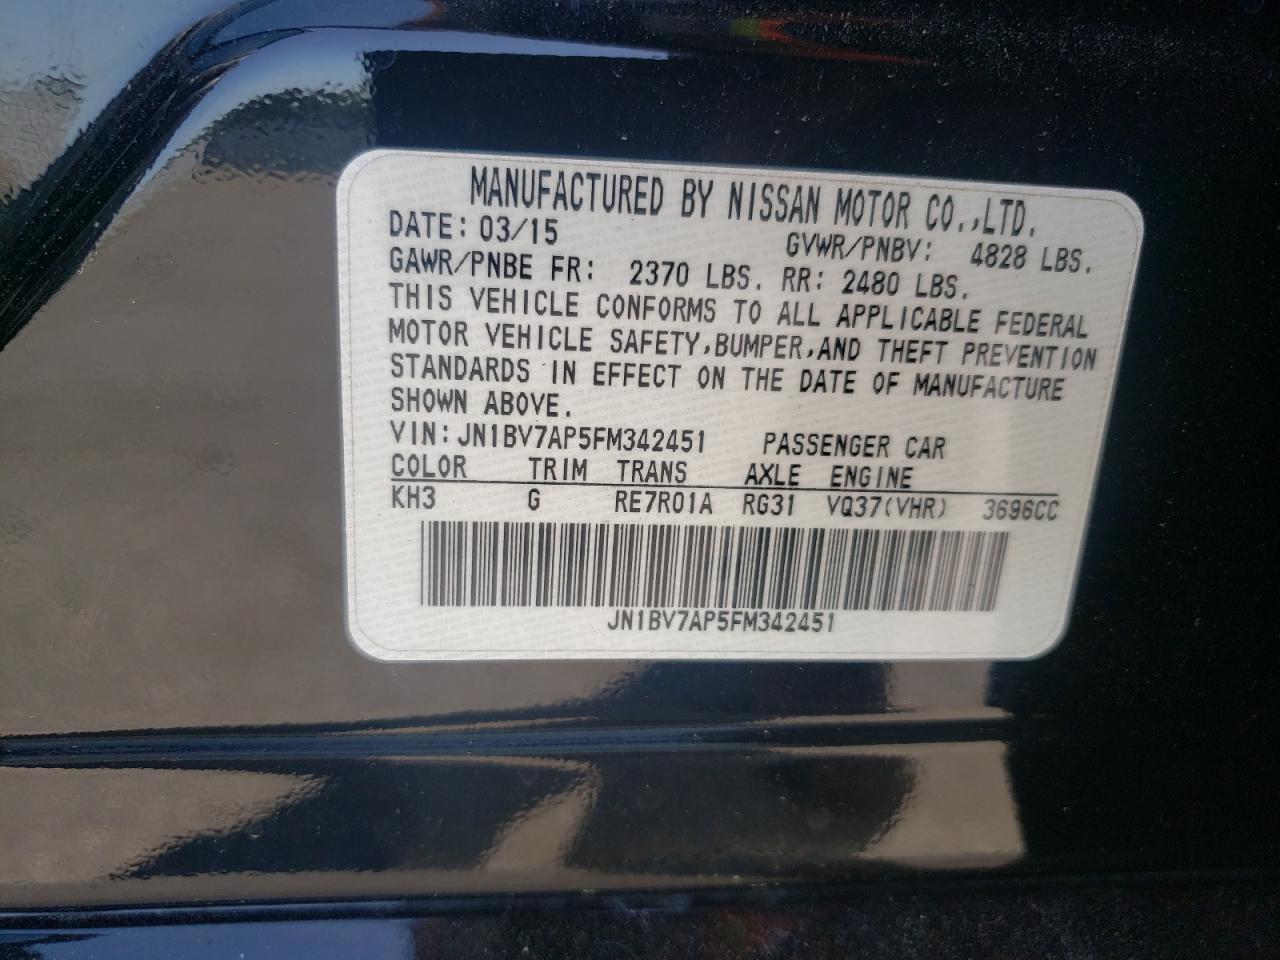 MANUFACTURED BY NISSAN MOTOR CO.,LTD.
DATE: 03/15 GVWR/PNBV: 4828 LBS.
GAWR/PNBE FR: 2370 LBS. RR: 2480 LBS.
THIS VEHICLE CONFORMS TO ALL APPLICABLE FEDERAL
MOTOR VEHICLE SAFETY,BUMPER,AND THEFT PREVENTION
STANDARDS IN EFFECT ON THE DATE OF MANUFACTURE
SHOWN ABOVE.
VIN: JN1BV7AP5FM342451 PASSENGER CAR
COLOR TRIM TRANS AXLE ENGINE
KH3 G RE7R01A RG31 VQ37(VHR) 3696CC
JN1BV7AP5FM342451